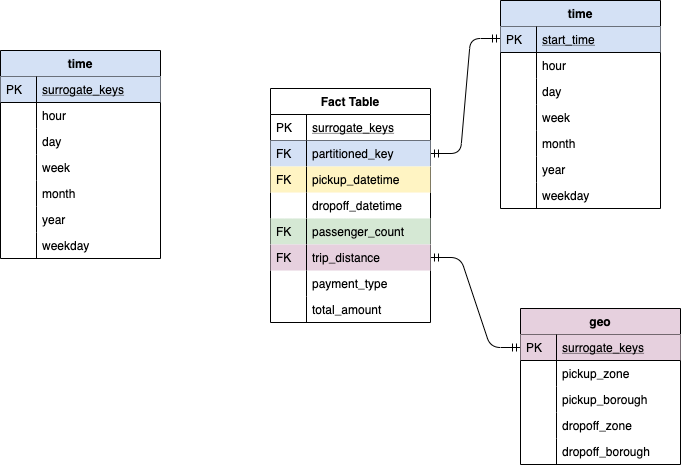 time
PK surrogate_keys
hour
day
week
month
year
weekday
Fact Table
PK surrogate_keys
FK partitioned_key
FK pickup_datetime
dropoff_datetime
FK passenger_count
FK trip_distance
payment_type
total_amount
time
PK start_time
hour
day
week
month
year
weekday
geo
PK surrogate_keys
pickup_zone
pickup_borough
dropoff_zone
dropoff_borough